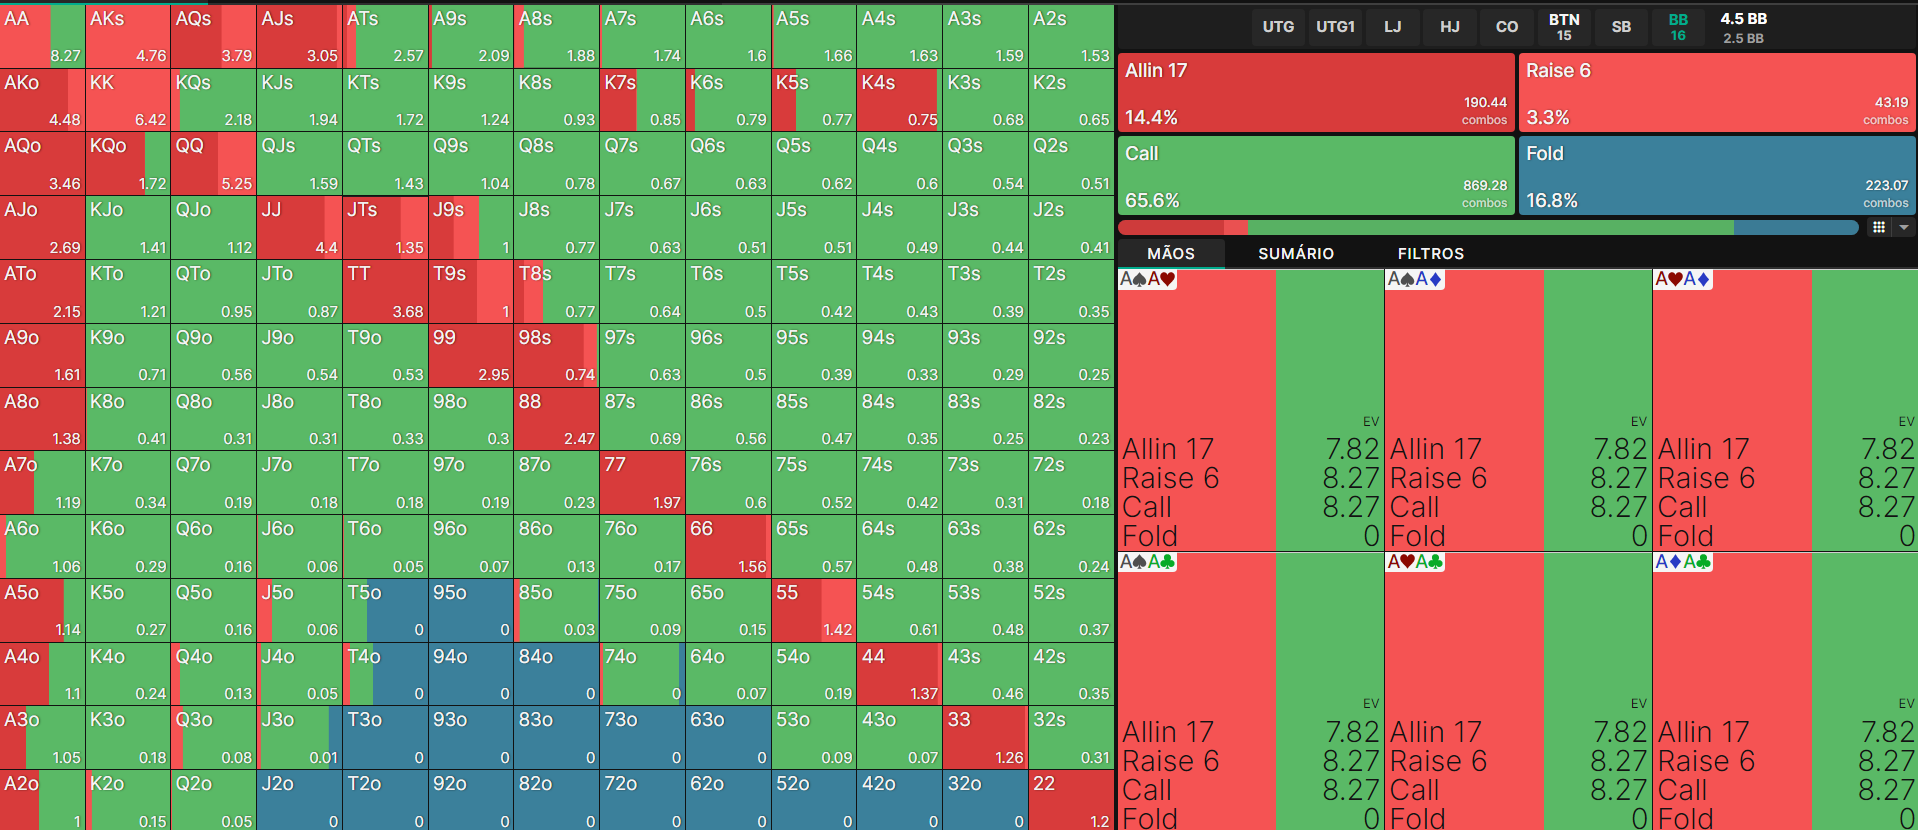 AA AKs AQs AJs ATs A9s A8s A7s A6s A5s A4s A3s A2s
8.27 4.76 3.79 3.05 2.57 2.09 1.88 1.74 1.6 1.66 1.63 1.59 1.53
AKo KK KQs KJs KTs K9s K8s K7s K6s K5s K4s K3s K2s
4.48 6.42 2.18 1.94 1.72 1.24 0.93 0.85 0.79 0.77 0.75 0.68 0.65
AQo KQo QQ QJs QTs Q9s Q8s Q7s Q6s Q5s Q4s Q3s Q2s
3.46 1.72 5.25 1.59 1.43 1.04 0.78 0.67 0.63 0.62 0.6 0.54 0.51
AJo KJo QJo JJ JTs J9s J8s J7s J6s J5s J4s J3s J2s
2.69 1.41 1.12 4.4 1.35 1 0.77 0.63 0.51 0.51 0.49 0.44 0.41
ATo KTo QTo JTo TT T9s T8s T7s T6s T5s T4s T3s T2s
2.15 1.21 0.95 0.87 3.68 1 0.77 0.64 0.5 0.42 0.43 0.39 0.35
A9o K9o Q9o J9o T9o 99 98s 97s 96s 95s 94s 93s 92s
1.61 0.71 0.56 0.54 0.53 2.95 0.74 0.63 0.5 0.39 0.33 0.29 0.25
A8o K8o Q8o J8o T8o 98o 88 87s 86s 85s 84s 83s 82s
1.38 0.41 0.31 0.31 0.33 0.3 2.47 0.69 0.56 0.47 0.35 0.25 0.23
A7o K7o Q7o J7o T7o 97o 87o 77 76s 75s 74s 73s 72s
1.19 0.34 0.19 0.18 0.18 0.19 0.23 1.97 0.6 0.52 0.42 0.31 0.18
A6o K6o Q6o J6o T6o 96o 86o 76o 66 65s 64s 63s 62s
1.06 0.29 0.16 0.06 0.05 0.07 0.13 0.17 1.56 0.57 0.48 0.38 0.24
A5o K5o Q5o J5o T5o 95o 85o 75o 65o 55 54s 53s 52s
1.14 0.27 0.16 0.06 0 0 0.03 0.09 0.15 1.42 0.61 0.48 0.37
A4o K4o Q4o J4o T4o 94o 84o 74o 64o 54o 44 43s 42s
1.1 0.24 0.13 0.05 0 0 0 0 0.07 0.19 1.37 0.46 0.35
A3o K3o Q3o J3o T3o 93o 83o 73o 63o 53o 43o 33 32s
1.05 0.18 0.08 0.01 0 0 0 0 0 0.09 0.07 1.26 0.31
A2o K2o Q2o J2o T2o 92o 82o 72o 62o 52o 42o 32o 22
1 0.15 0.05 0 0 0 0 0 0 0 0 0 1.2
UTG UTG1 LJ HJ CO BTN SB BB 4.5 BB
15 16 2.5 BB
Allin 17 Raise 6
190.44 43.19
14.4% combos 3.3% combos
Call Fold
869.28 223.07
65.6% combos 16.8% combos
MÃOS SUMÁRIO FILTROS
A♠A♥ A♠A♦ A♥A♦
EV EV EV
Allin 17 7.82 Allin 17 7.82 Allin 17 7.82
Raise 6 8.27 Raise 6 8.27 Raise 6 8.27
Call 8.27 Call 8.27 Call 8.27
Fold 0 Fold 0 Fold 0
A♠A♣ A♥A♣ A♦A♣
EV EV EV
Allin 17 7.82 Allin 17 7.82 Allin 17 7.82
Raise 6 8.27 Raise 6 8.27 Raise 6 8.27
Call 8.27 Call 8.27 Call 8.27
Fold 0 Fold 0 Fold 0